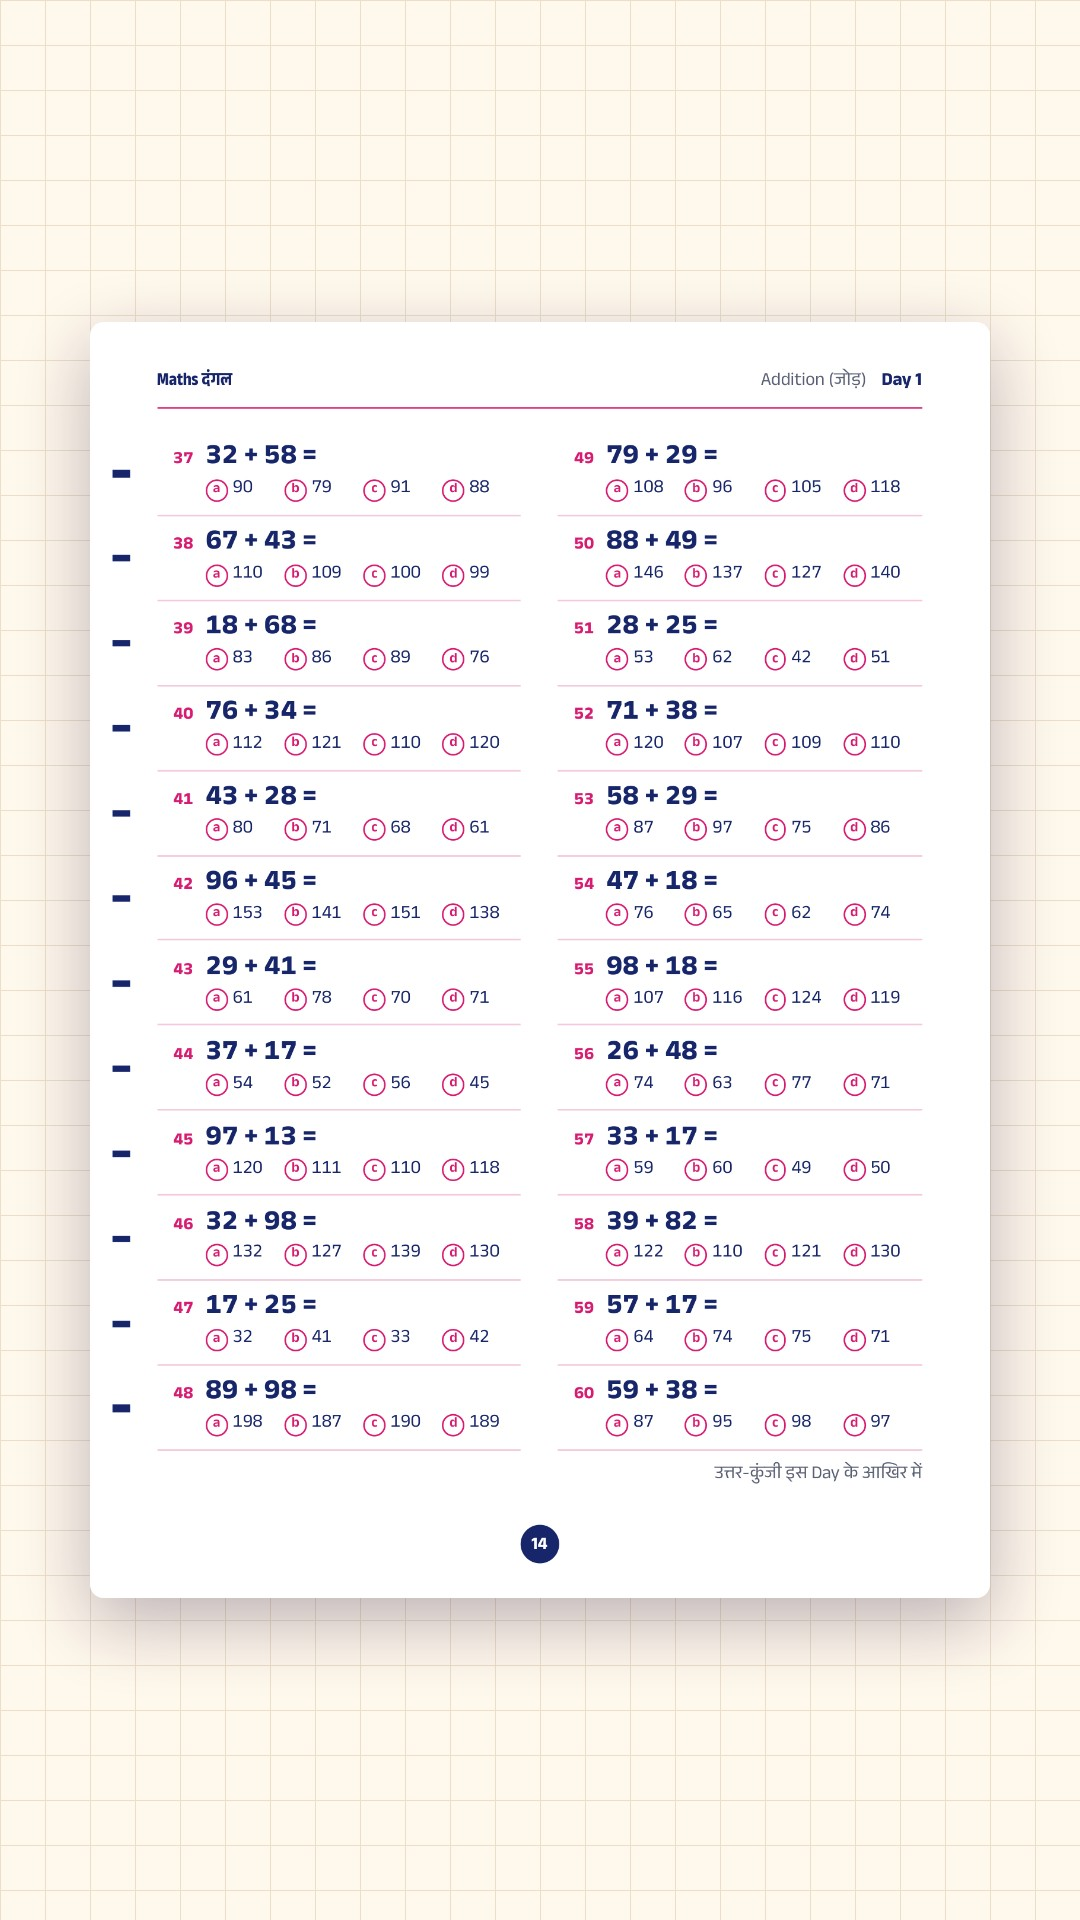 Maths दंगल
Addition (जोड़) Day 1
37 32 + 58 =
a 90 b 79 c 91 d 88
38 67 + 43 =
a 110 b 109 c 100 d 99
39 18 + 68 =
a 83 b 86 c 89 d 76
40 76 + 34 =
a 112 b 121 c 110 d 120
41 43 + 28 =
a 80 b 71 c 68 d 61
42 96 + 45 =
a 153 b 141 c 151 d 138
43 29 + 41 =
a 61 b 78 c 70 d 71
44 37 + 17 =
a 54 b 52 c 56 d 45
45 97 + 13 =
a 120 b 111 c 110 d 118
46 32 + 98 =
a 132 b 127 c 139 d 130
47 17 + 25 =
a 32 b 41 c 33 d 42
48 89 + 98 =
a 198 b 187 c 190 d 189
49 79 + 29 =
a 108 b 96 c 105 d 118
50 88 + 49 =
a 146 b 137 c 127 d 140
51 28 + 25 =
a 53 b 62 c 42 d 51
52 71 + 38 =
a 120 b 107 c 109 d 110
53 58 + 29 =
a 87 b 97 c 75 d 86
54 47 + 18 =
a 76 b 65 c 62 d 74
55 98 + 18 =
a 107 b 116 c 124 d 119
56 26 + 48 =
a 74 b 63 c 77 d 71
57 33 + 17 =
a 59 b 60 c 49 d 50
58 39 + 82 =
a 122 b 110 c 121 d 130
59 57 + 17 =
a 64 b 74 c 75 d 71
60 59 + 38 =
a 87 b 95 c 98 d 97
उत्तर-कुंजी इस Day के आखिर में
14